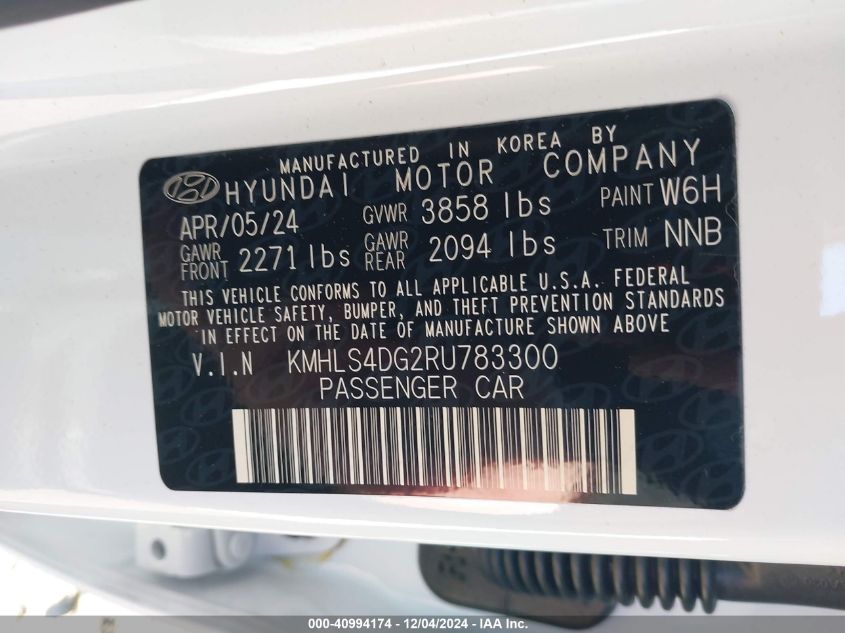 MANUFACTURED IN KOREA BY
HYUNDAI MOTOR COMPANY
APR/05/24 GVWR 3858 lbs PAINT W6H
GAWR FRONT 2271 lbs GAWR REAR 2094 lbs TRIM NNB
THIS VEHICLE CONFORMS TO ALL APPLICABLE U.S.A. FEDERAL
MOTOR VEHICLE SAFETY, BUMPER, AND THEFT PREVENTION STANDARDS
IN EFFECT ON THE DATE OF MANUFACTURE SHOWN ABOVE
V.I.N KMHLS4DG2RU783300
PASSENGER CAR
000-40994174 - 12/04/2024 - IAA Inc.